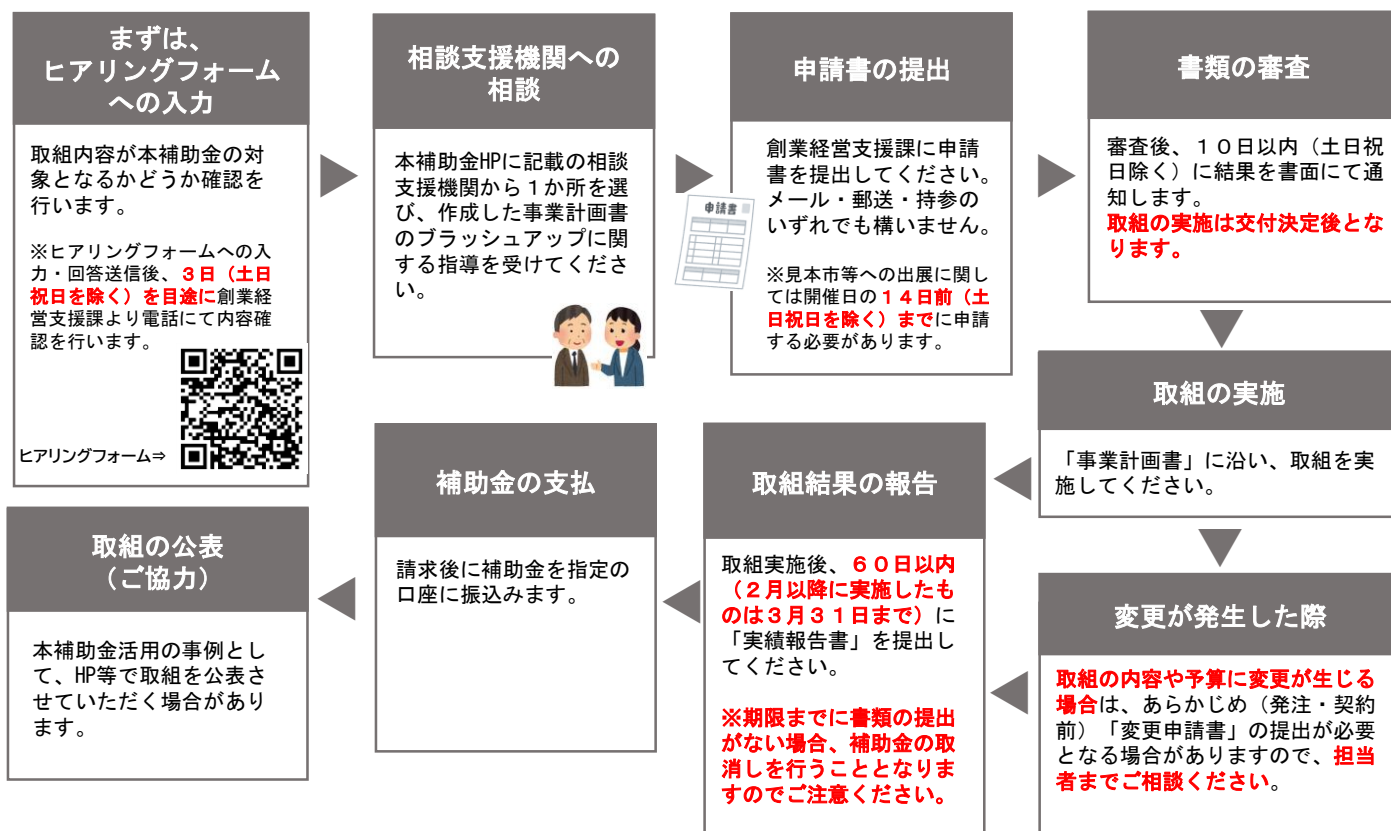 まずは、
ヒアリングフォーム
への入力
取組内容が本補助金の対
象となるかどうか確認を
行います。
※ヒアリングフォームへの入
力・回答送信後、３日（土日
祝日を除く）を目途に創業経
営支援課より電話にて内容確
認を行います。
ヒアリングフォーム⇒
相談支援機関への
相談
本補助金HPに記載の相談
支援機関から１か所を選
び、作成した事業計画書
のブラッシュアップに関
する指導を受けてくださ
い。
申請書の提出
創業経営支援課に申請
書を提出してください。
メール・郵送・持参の
いずれでも構いません。
※見本市等への出展に関し
ては開催日の１４日前（土
日祝日を除く）までに申請
する必要があります。
申請書
書類の審査
審査後、１０日以内（土日祝
日除く）に結果を書面にて通
知します。
取組の実施は交付決定後とな
ります。
取組の実施
「事業計画書」に沿い、取組を実
施してください。
変更が発生した際
取組の内容や予算に変更が生じる
場合は、あらかじめ（発注・契約
前）「変更申請書」の提出が必要
となる場合がありますので、担当
者までご相談ください。
取組結果の報告
取組実施後、６０日以内
（２月以降に実施したも
のは３月３１日まで）に
「実績報告書」を提出し
てください。
※期限までに書類の提出
がない場合、補助金の取
消しを行うこととなりま
すのでご注意ください。
補助金の支払
請求後に補助金を指定の
口座に振込みます。
取組の公表
（ご協力）
本補助金活用の事例とし
て、HP等で取組を公表さ
せていただく場合があり
ます。